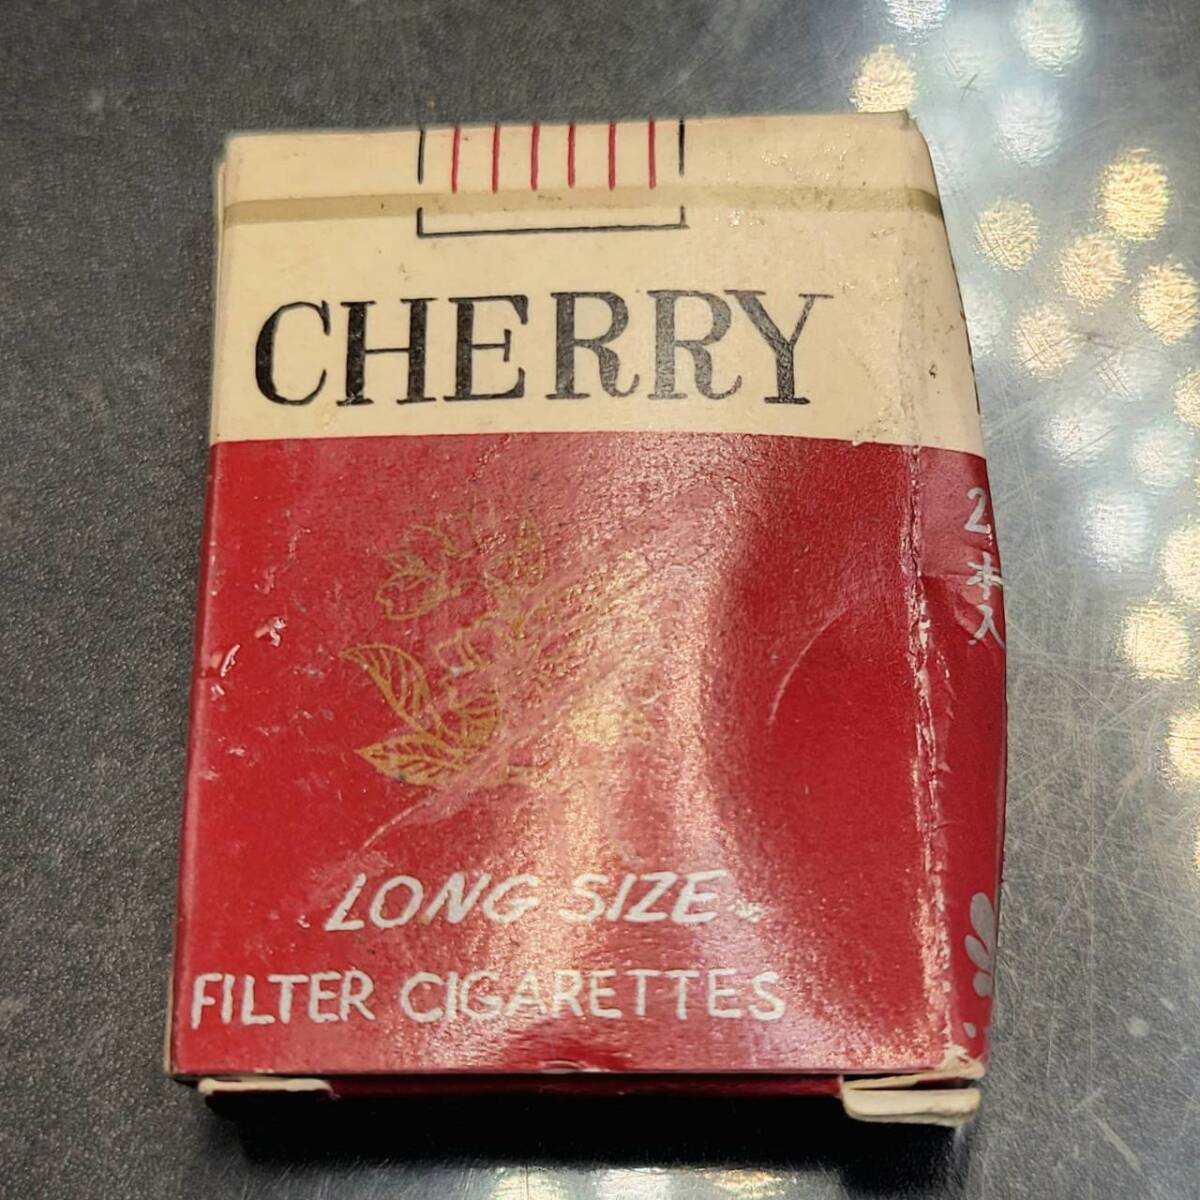 CHERRY
LONG SIZE
FILTER CIGARETTES
2
本
入